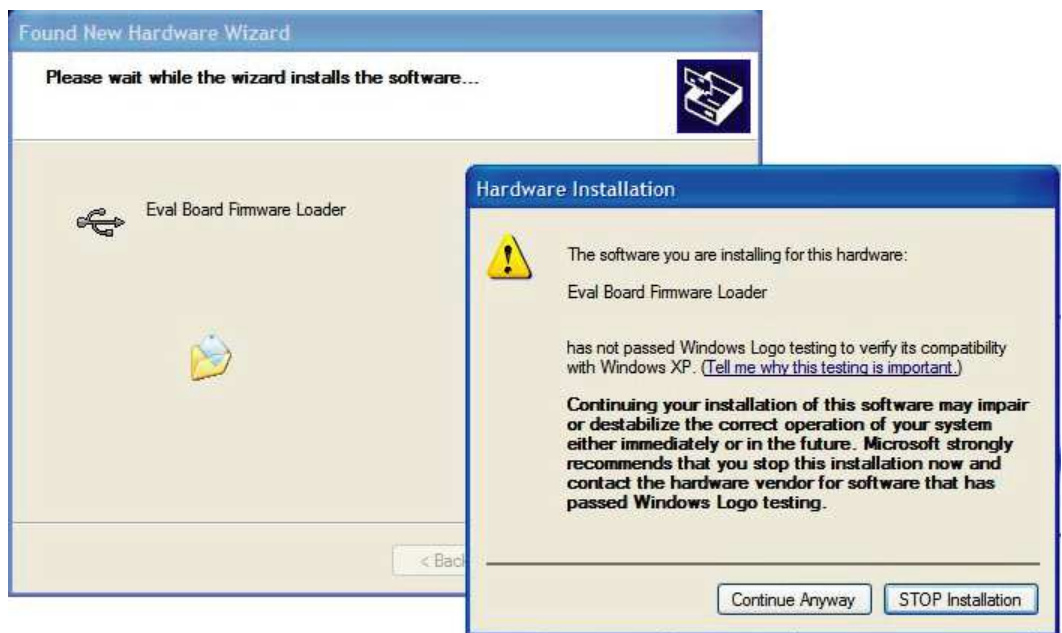 Found New Hardware Wizard
Please wait while the wizard installs the software...
Eval Board Firmware Loader
< Back
Hardware Installation
The software you are installing for this hardware:
Eval Board Firmware Loader
has not passed Windows Logo testing to verify its compatibility
with Windows XP. (Tell me why this testing is important.)
Continuing your installation of this software may impair
or destabilize the correct operation of your system
either immediately or in the future. Microsoft strongly
recommends that you stop this installation now and
contact the hardware vendor for software that has
passed Windows Logo testing.
Continue Anyway
STOP Installation